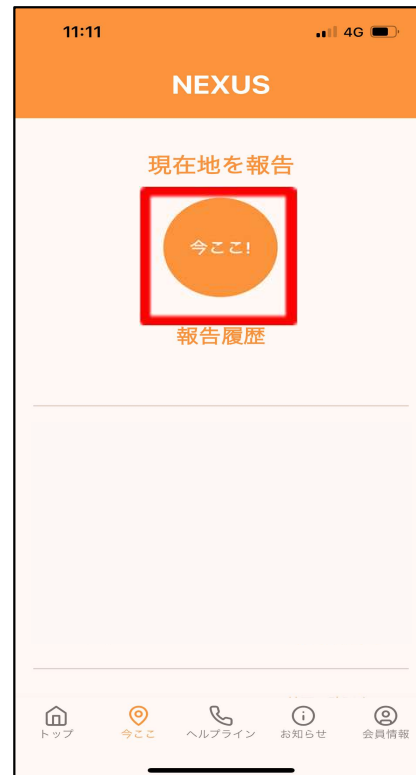 11:11
4G
NEXUS
現在地を報告
今ここ!
報告履歴
トップ
今ここ
ヘルプライン
お知らせ
会員情報